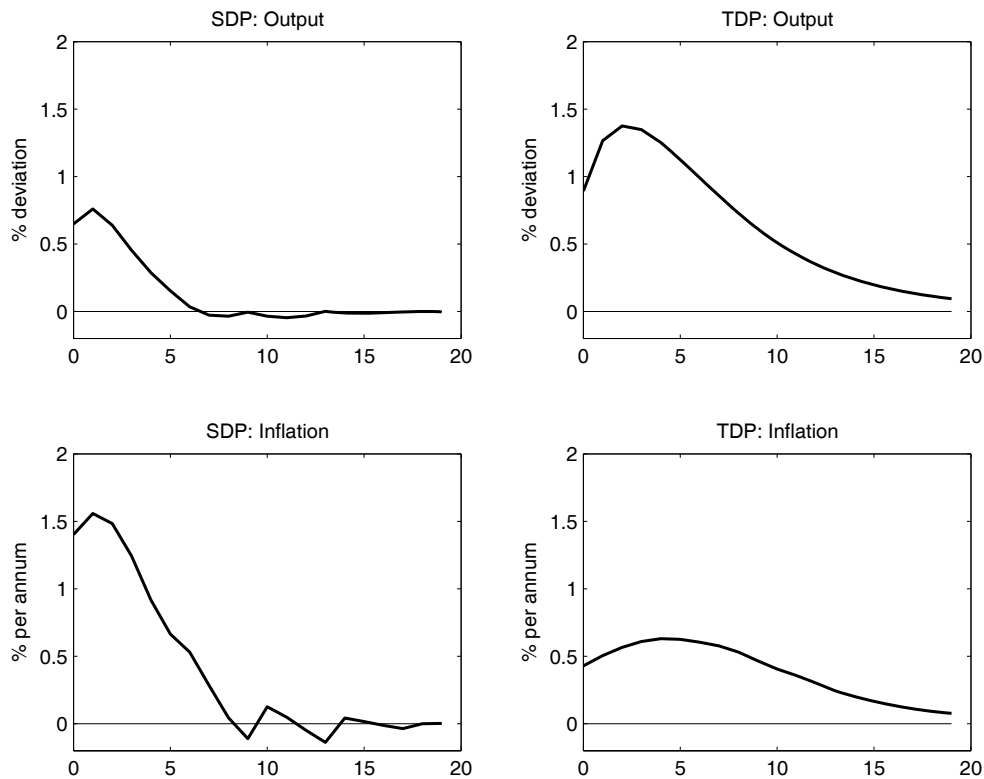 SDP: Output
2
1.5
1
0.5
0
% deviation
0 5 10 15 20
TDP: Output
2
1.5
1
0.5
0
% deviation
0 5 10 15 20
SDP: Inflation
2
1.5
1
0.5
0
% per annum
0 5 10 15 20
TDP: Inflation
2
1.5
1
0.5
0
% per annum
0 5 10 15 20